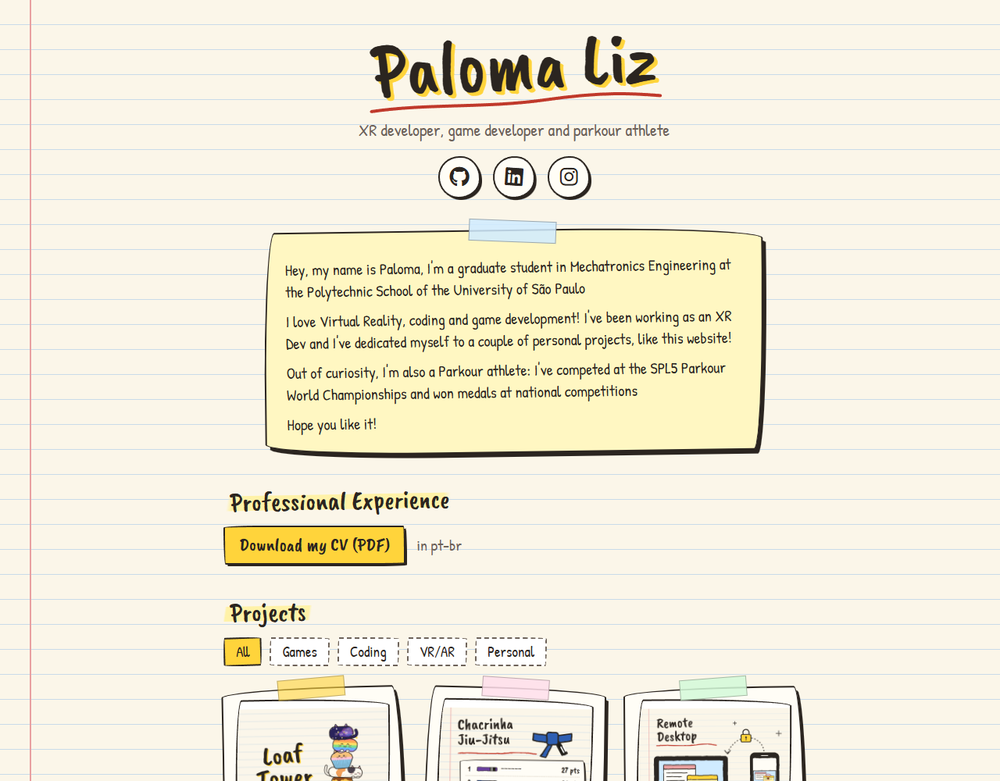 Paloma Liz
XR developer, game developer and parkour athlete
in
Hey, my name is Paloma, I'm a graduate student in Mechatronics Engineering at
the Polytechnic School of the University of São Paulo
I love Virtual Reality, coding and game development! I've been working as an XR
Dev and I've dedicated myself to a couple of personal projects, like this website!
Out of curiosity, I'm also a Parkour athlete: I've competed at the SPL5 Parkour
World Championships and won medals at national competitions
Hope you like it!
Professional Experience
Download my CV (PDF) in pt-br
Projects
All Games Coding VR/AR Personal
Loaf
Tower
Chacrinha
Jiu-Jitsu
1 27 pts
Remote
Desktop